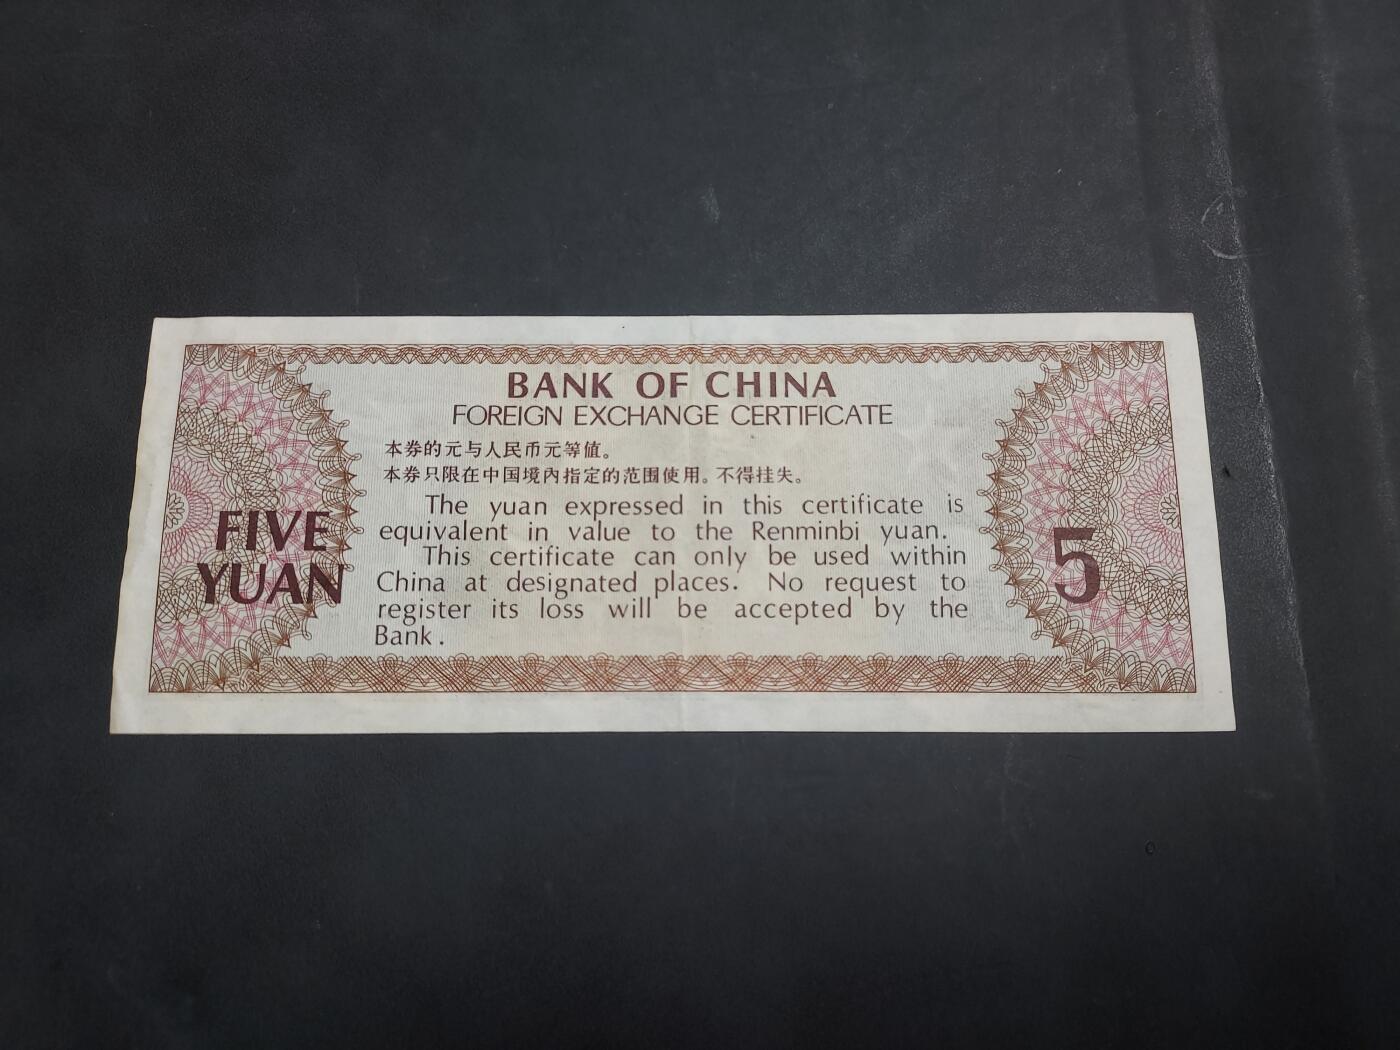 BANK OF CHINA
FOREIGN EXCHANGE CERTIFICATE
本券的元与人民币元等值。
本券只限在中国境内指定的范围使用。不得挂失。
The yuan expressed in this certificate is
equivalent in value to the Renminbi yuan.
This certificate can only be used within
China at designated places. No request to
register its loss will be accepted by the
Bank.
FIVE
YUAN
5